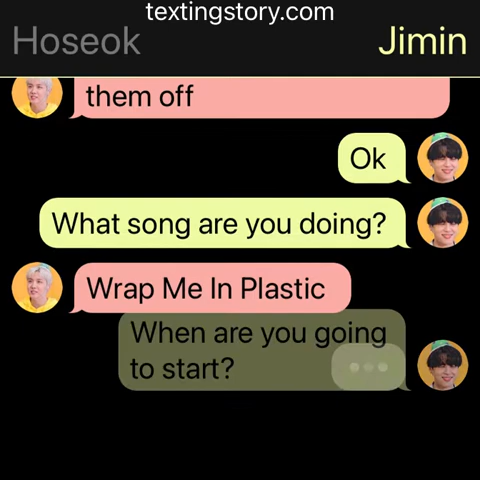 textingstory.com
Hoseok Jimin
them off
Ok
What song are you doing?
Wrap Me In Plastic
When are you going
to start?